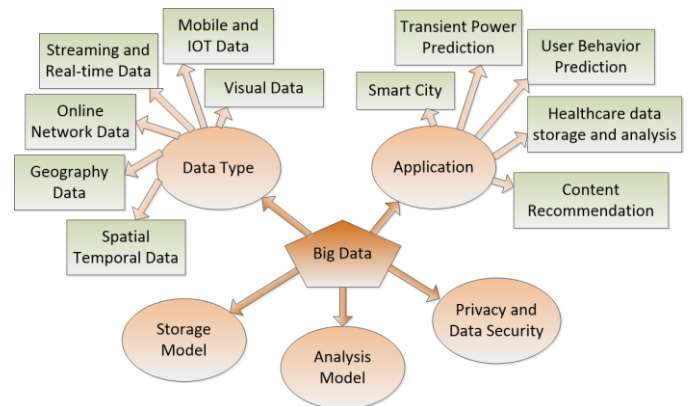 Mobile and
IOT Data
Streaming and
Real-time Data
Visual Data
Online
Network Data
Geography
Data
Spatial
Temporal Data
Data Type
Transient Power
Prediction
User Behavior
Prediction
Smart City
Healthcare data
storage and analysis
Content
Recommendation
Application
Big Data
Storage
Model
Analysis
Model
Privacy and
Data Security